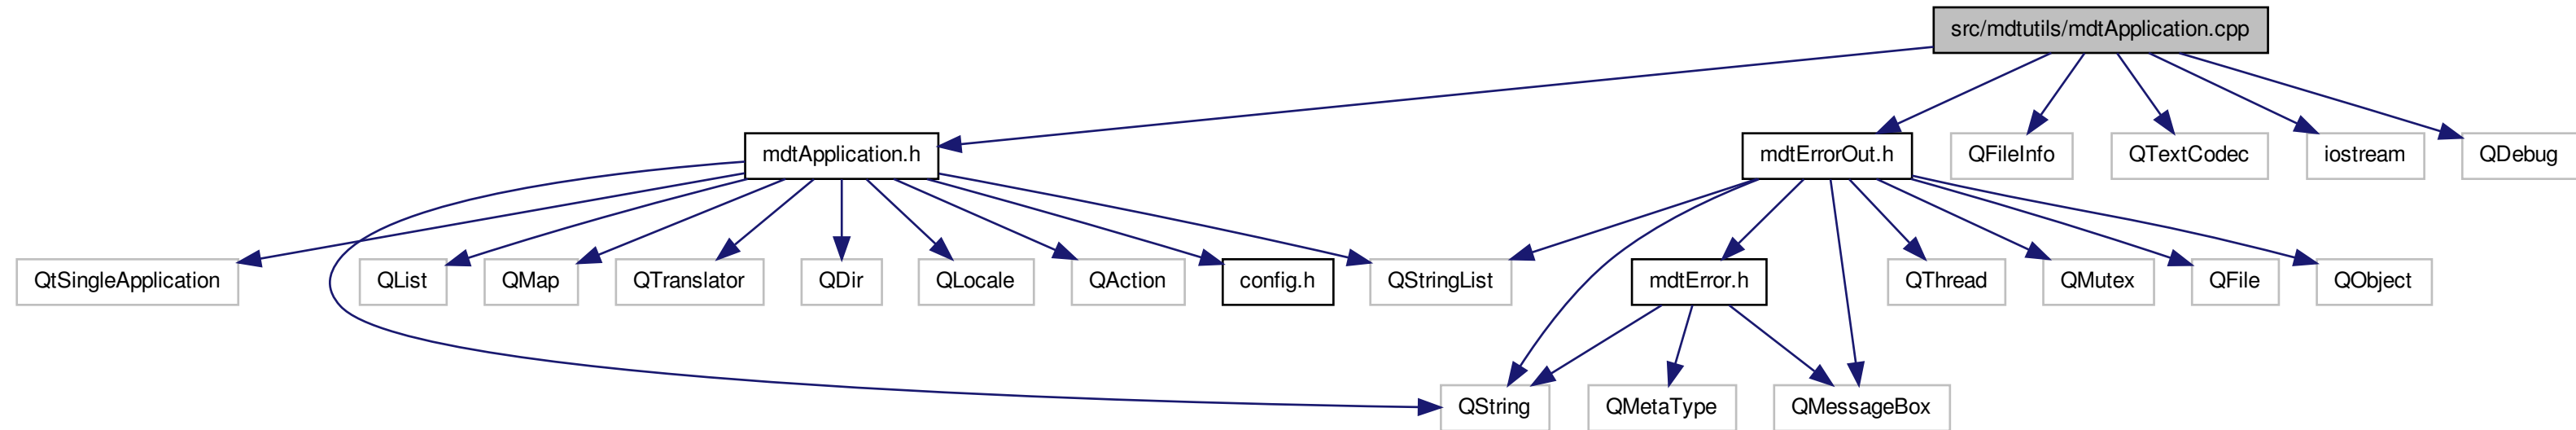 src/mdtutils/mdtApplication.cpp
mdtApplication.h
mdtErrorOut.h
QFileInfo
QTextCodec
iostream
QDebug
QtSingleApplication
QList
QMap
QTranslator
QDir
QLocale
QAction
config.h
QStringList
mdtError.h
QThread
QMutex
QFile
QObject
QString
QMetaType
QMessageBox